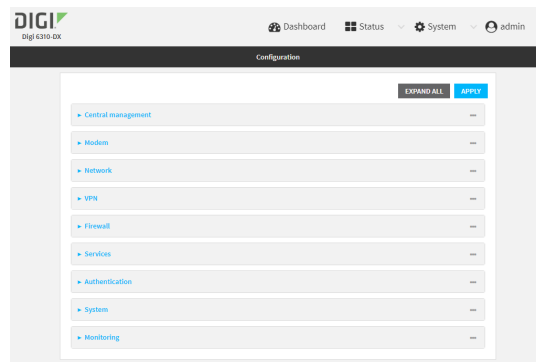 DIGI
Digi 6310-DX
Dashboard Status System admin
Configuration
EXPAND ALL APPLY
Central management
Modem
Network
VPN
Firewall
Services
Authentication
System
Monitoring